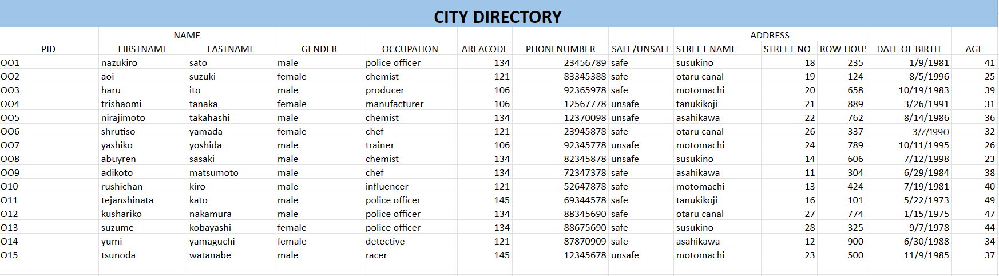 CITY DIRECTORY
NAME ADDRESS
PID FIRSTNAME LASTNAME GENDER OCCUPATION AREACODE PHONENUMBER SAFE/UNSAFE STREET NAME STREET NO ROW HOUS DATE OF BIRTH AGE
OO1 nazukiro sato male police officer 134 23456789 safe susukino 18 235 1/9/1981 41
OO2 aoi suzuki female chemist 121 83345388 safe otaru canal 19 124 8/5/1996 25
OO3 haru ito male producer 106 92365978 safe motomachi 20 658 10/19/1983 39
OO4 trishaomi tanaka female manufacturer 106 12567778 unsafe tanukikoji 21 889 3/26/1991 31
OO5 nirajimoto takahashi male chemist 134 12370098 unsafe asahikawa 22 762 8/14/1986 36
OO6 shrutiso yamada female chef 121 23945878 safe otaru canal 26 337 3/7/1990 32
OO7 yashiko yoshida male trainer 106 92345778 unsafe motomachi 24 789 10/11/1995 26
OO8 abuyren sasaki male chemist 134 82345878 unsafe susukino 14 606 7/12/1998 23
OO9 adikoto matsumoto male chef 134 72347378 safe asahikawa 11 304 6/29/1984 38
O10 rushichan kiro male influencer 121 52647878 safe motomachi 13 424 7/19/1981 40
O11 tejanshinata kato male police officer 145 69344578 safe tanukikoji 16 101 5/22/1973 49
O12 kushariko nakamura male police officer 134 88345690 safe otaru canal 27 774 1/15/1975 47
O13 suzume kobayashi female police officer 134 88675690 safe susukino 28 325 9/7/1978 44
O14 yumi yamaguchi female detective 121 87870909 safe asahikawa 12 900 6/30/1988 34
O15 tsunoda watanabe male racer 145 12345678 unsafe motomachi 23 500 11/9/1985 37